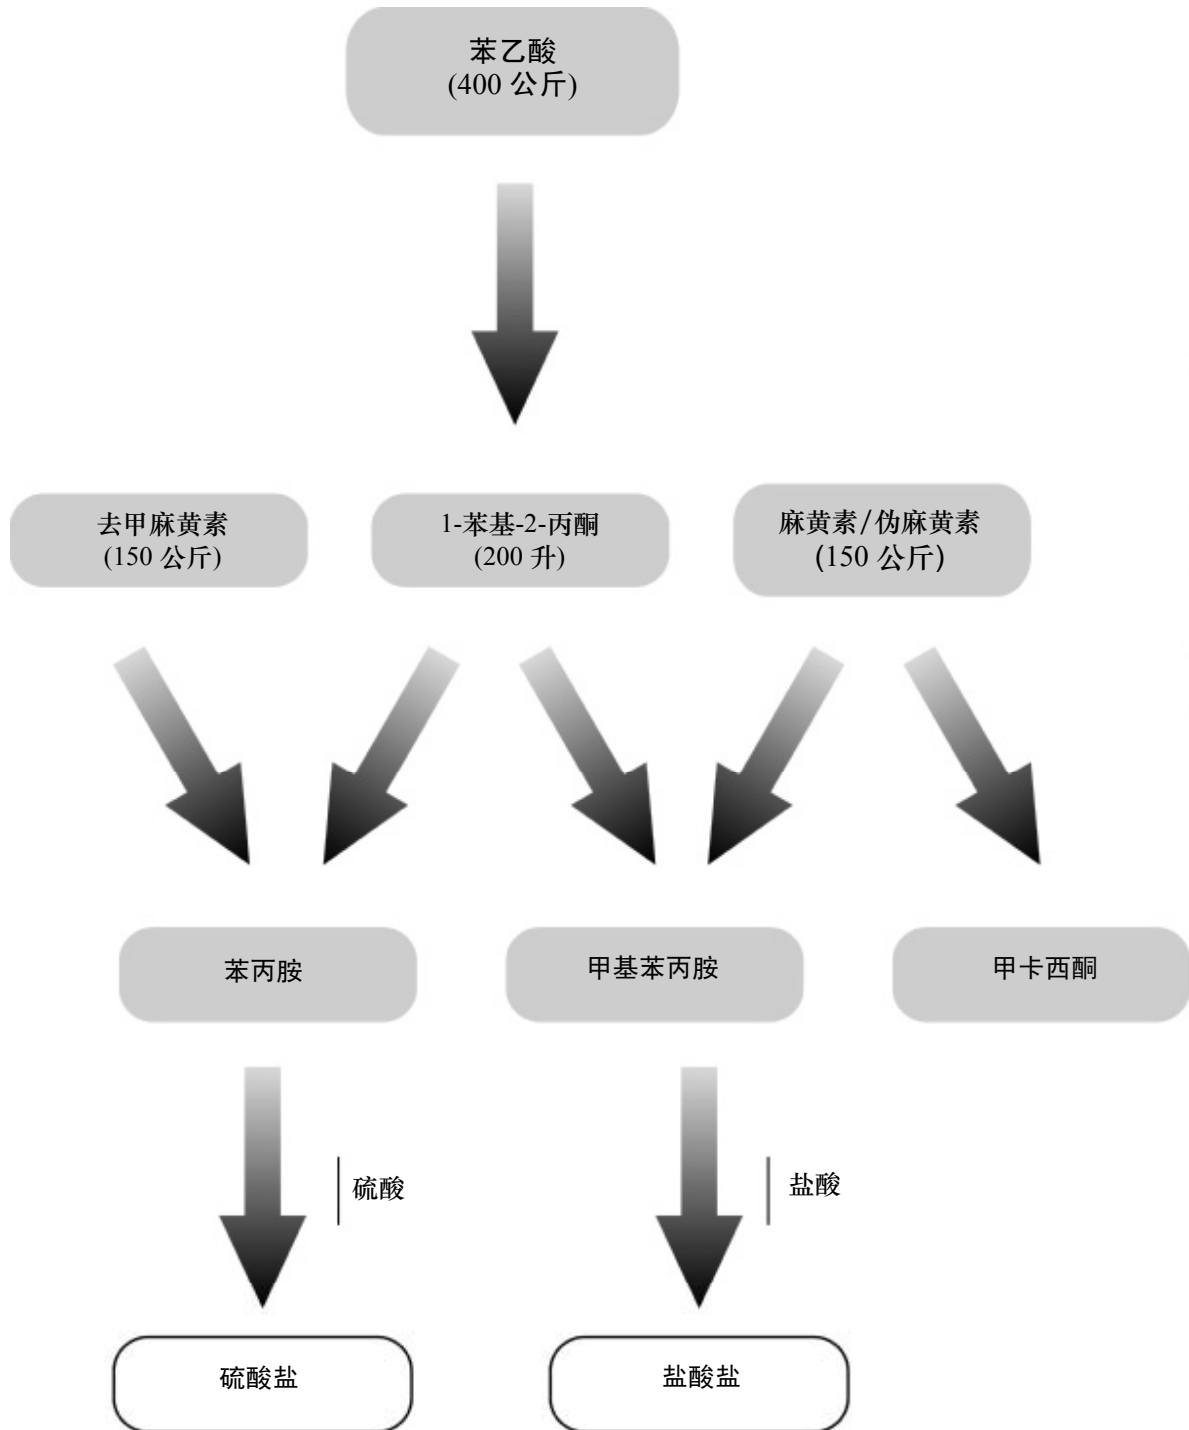 苯乙酸
(400 公斤)
去甲麻黄素
(150 公斤)
1-苯基-2-丙酮
(200 升)
麻黄素/伪麻黄素
(150 公斤)
苯丙胺
甲基苯丙胺
甲卡西酮
硫酸
盐酸
硫酸盐
盐酸盐